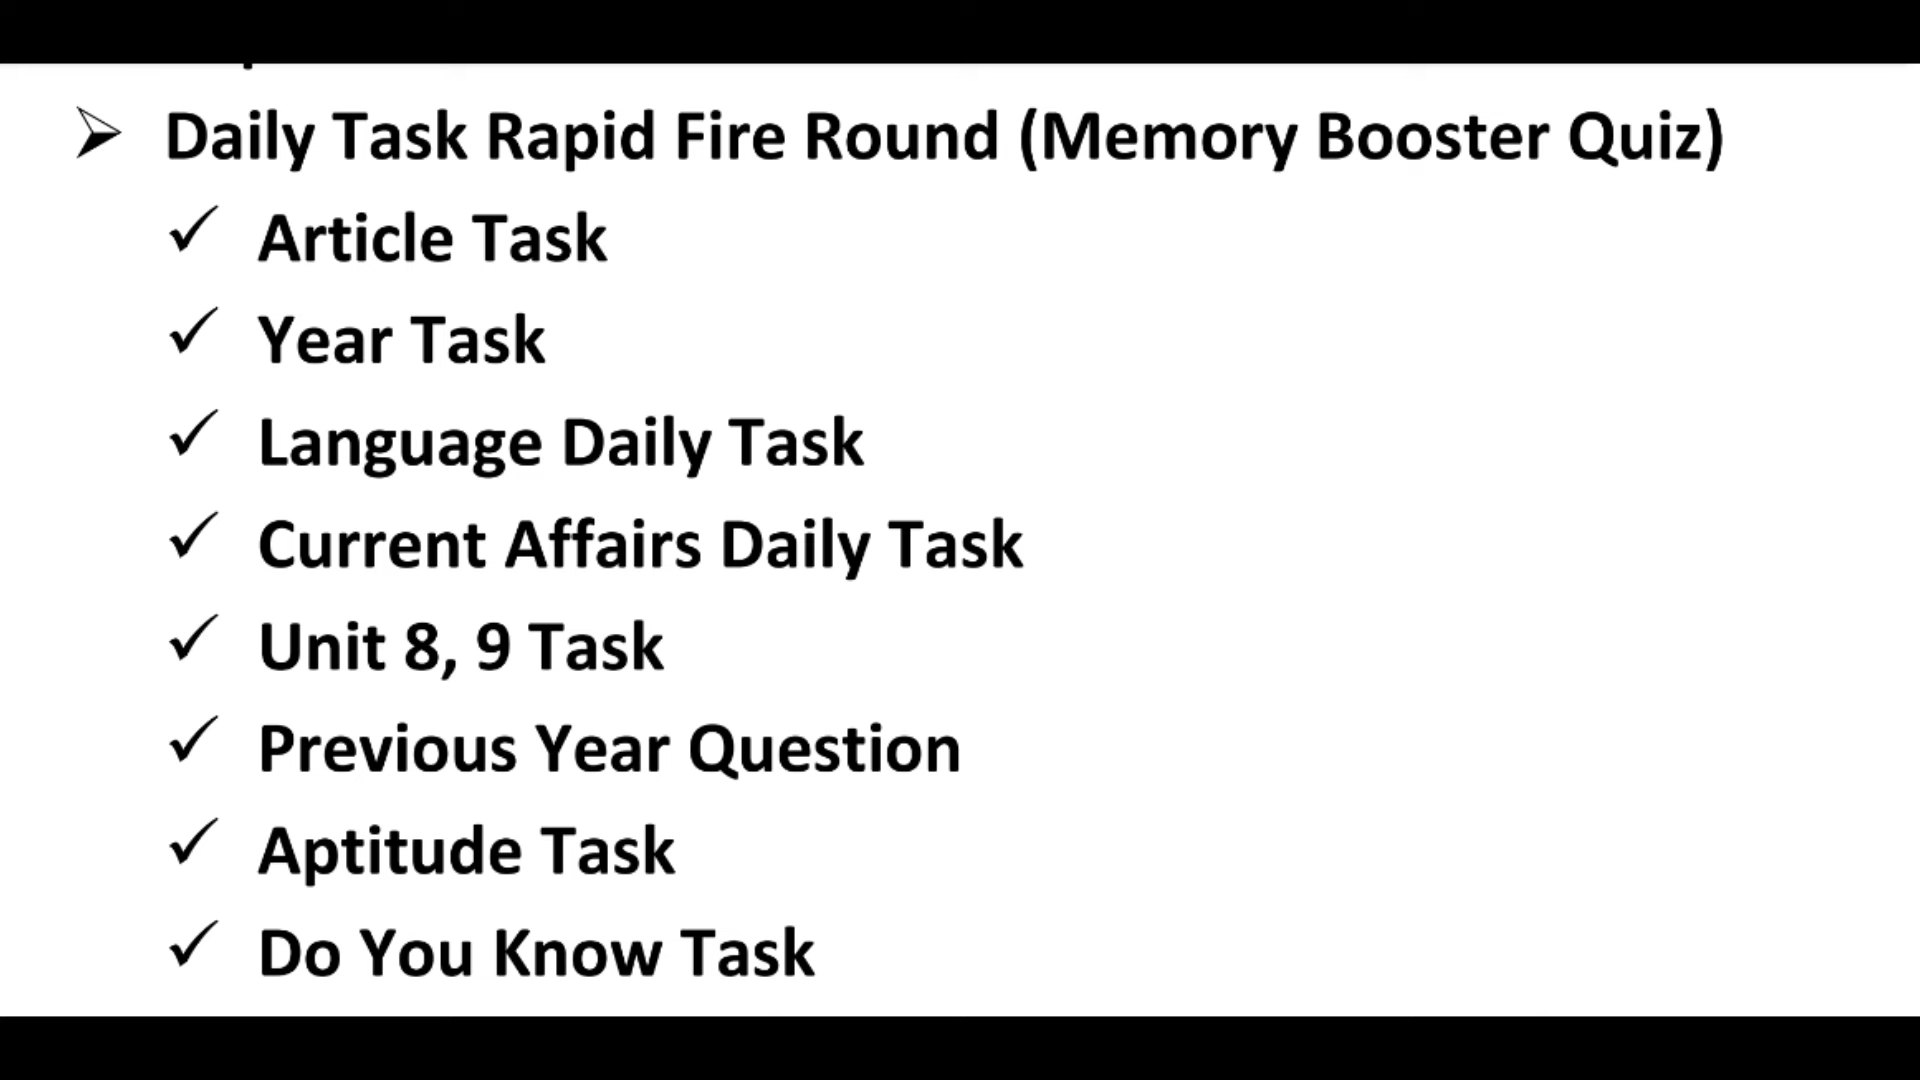 Daily Task Rapid Fire Round (Memory Booster Quiz)
Article Task
Year Task
Language Daily Task
Current Affairs Daily Task
Unit 8, 9 Task
Previous Year Question
Aptitude Task
Do You Know Task